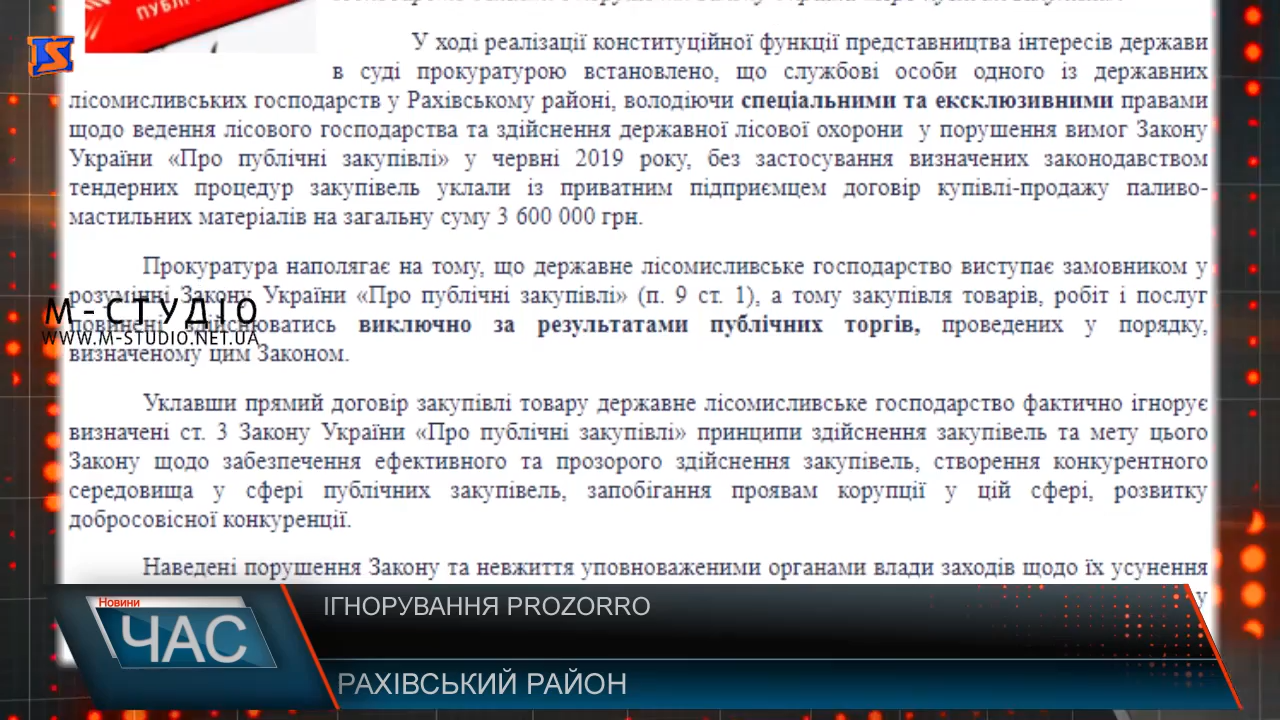 ПУБЛІ
У ході реалізації конституційної функції представництва інтересів держави
в суді прокуратурою встановлено, що службові особи одного із державних
лісомисливських господарств у Рахівському районі, володіючи спеціальними та ексклюзивними правами
щодо ведення лісового господарства та здійснення державної лісової охорони у порушення вимог Закону
України «Про публічні закупівлі» у червні 2019 року, без застосування визначених законодавством
тендерних процедур закупівель уклали із приватним підприємцем договір купівлі-продажу паливо-
мастильних матеріалів на загальну суму 3 600 000 грн.
Прокуратура наполягає на тому, що державне лісомисливське господарство виступає замовником у
розумінні Закону України «Про публічні закупівлі» (п. 9 ст. 1), а тому закупівля товарів, робіт і послуг
повинені здійснюватись виключно за результатами публічних торгів, проведених у порядку,
визначеному цим Законом.
М-СТУДІО
WWW.M-STUDIO.NET.UA
Уклавши прямий договір закупівлі товару державне лісомисливське господарство фактично ігнорує
визначені ст. 3 Закону України «Про публічні закупівлі» принципи здійснення закупівель та мету цього
Закону щодо забезпечення ефективного та прозорого здійснення закупівель, створення конкурентного
середовища у сфері публічних закупівель, запобігання проявам корупції у цій сфері, розвитку
добросовісної конкуренції.
Наведені порушення Закону та невжиття уповноваженими органами влади заходів щодо їх усунення
у
Новини
ЧАС
ІГНОРУВАННЯ PROZORRO
РАХІВСЬКИЙ РАЙОН